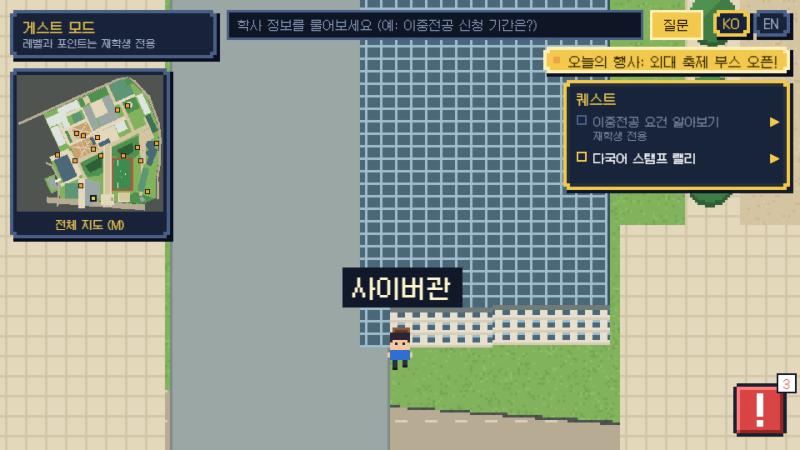 게스트 모드
레벨과 포인트는 재학생 전용
학사 정보를 물어보세요 (예: 이중전공 신청 기간은?)
질문
KO
EN
오늘의 행사: 외대 축제 부스 오픈!
퀘스트
이중전공 요건 알아보기
재학생 전용
다국어 스탬프 랠리
전체 지도 (M)
사이버관
3
!